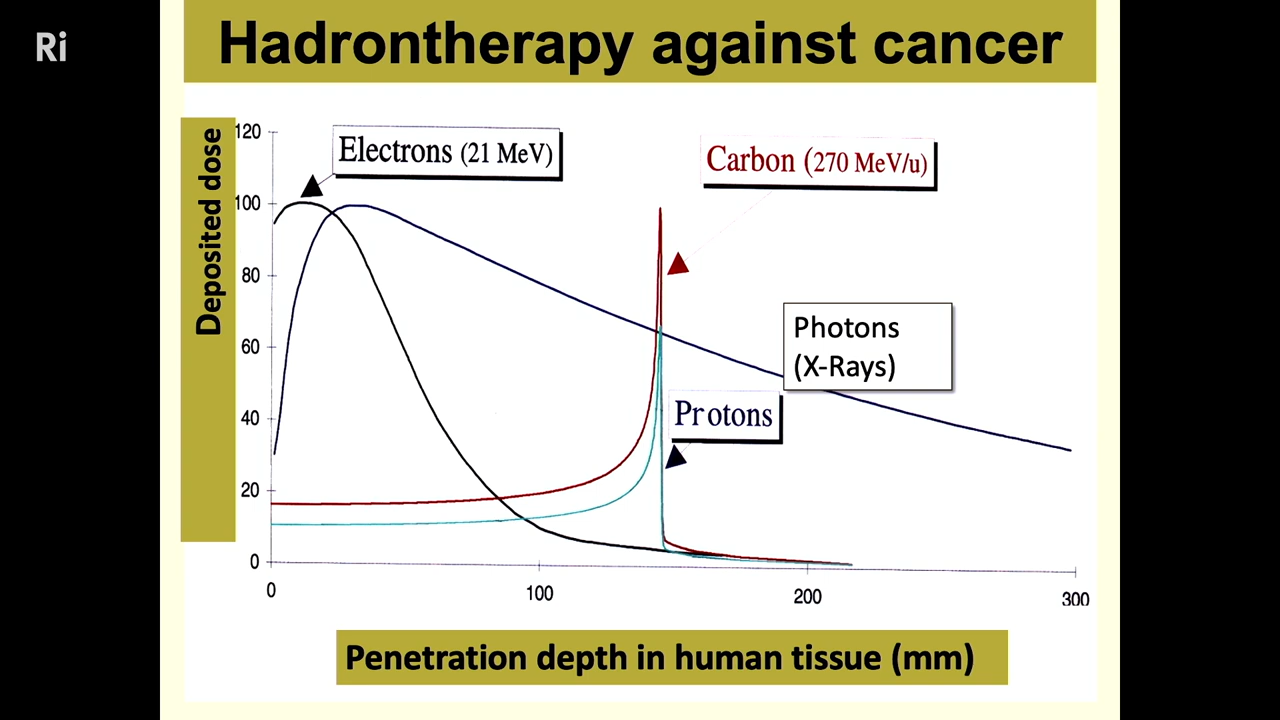 Ri
Hadrontherapy against cancer
Deposited dose
120
100
80
60
40
20
0
Electrons (21 MeV)
Carbon (270 MeV/u)
Photons
(X-Rays)
Protons
0
100
200
300
Penetration depth in human tissue (mm)